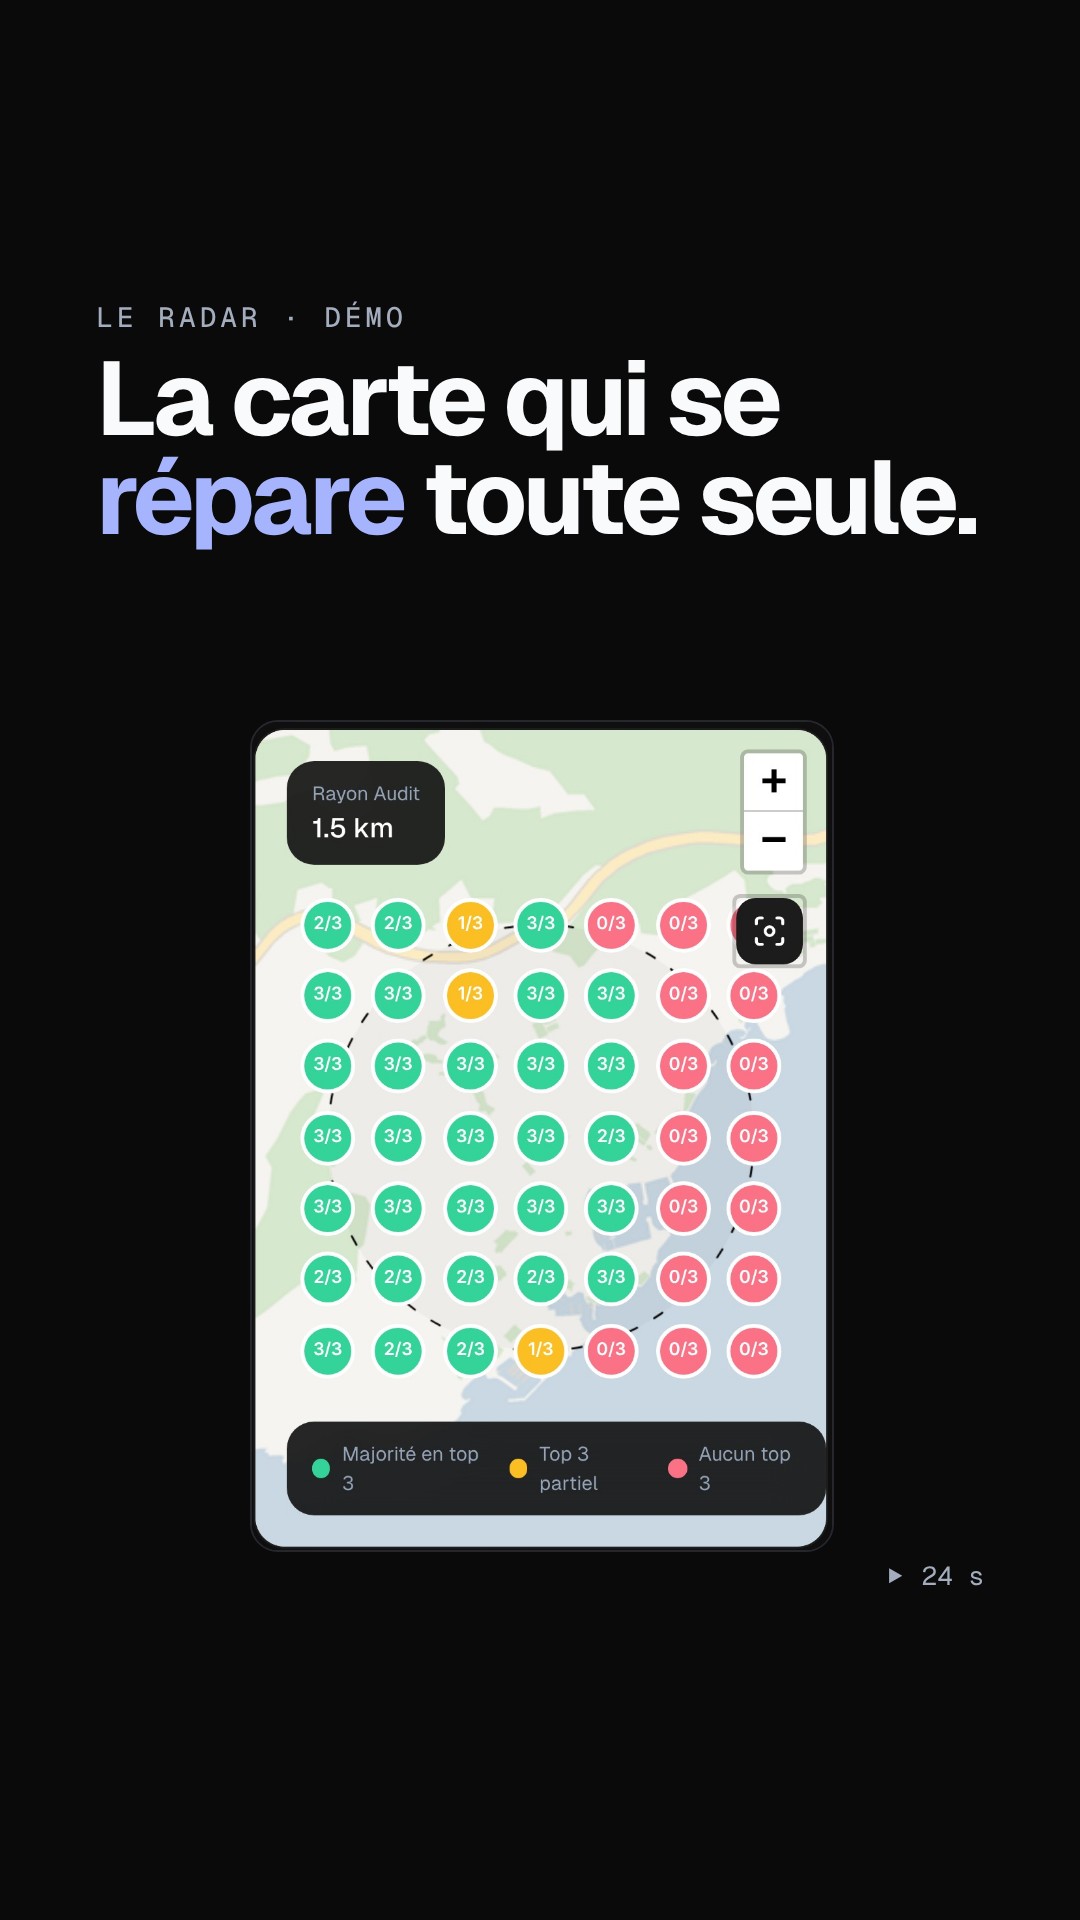 LE RADAR · DÉMO
La carte qui se
répare toute seule.
Rayon Audit
1.5 km
+
−
2/3 2/3 1/3 3/3 0/3 0/3
3/3 3/3 1/3 3/3 3/3 0/3 0/3
3/3 3/3 3/3 3/3 3/3 0/3 0/3
3/3 3/3 3/3 3/3 2/3 0/3 0/3
3/3 3/3 3/3 3/3 3/3 0/3 0/3
2/3 2/3 2/3 2/3 3/3 0/3 0/3
3/3 2/3 2/3 1/3 0/3 0/3 0/3
Majorité en top 3
Top 3 partiel
Aucun top 3
▶ 24 s